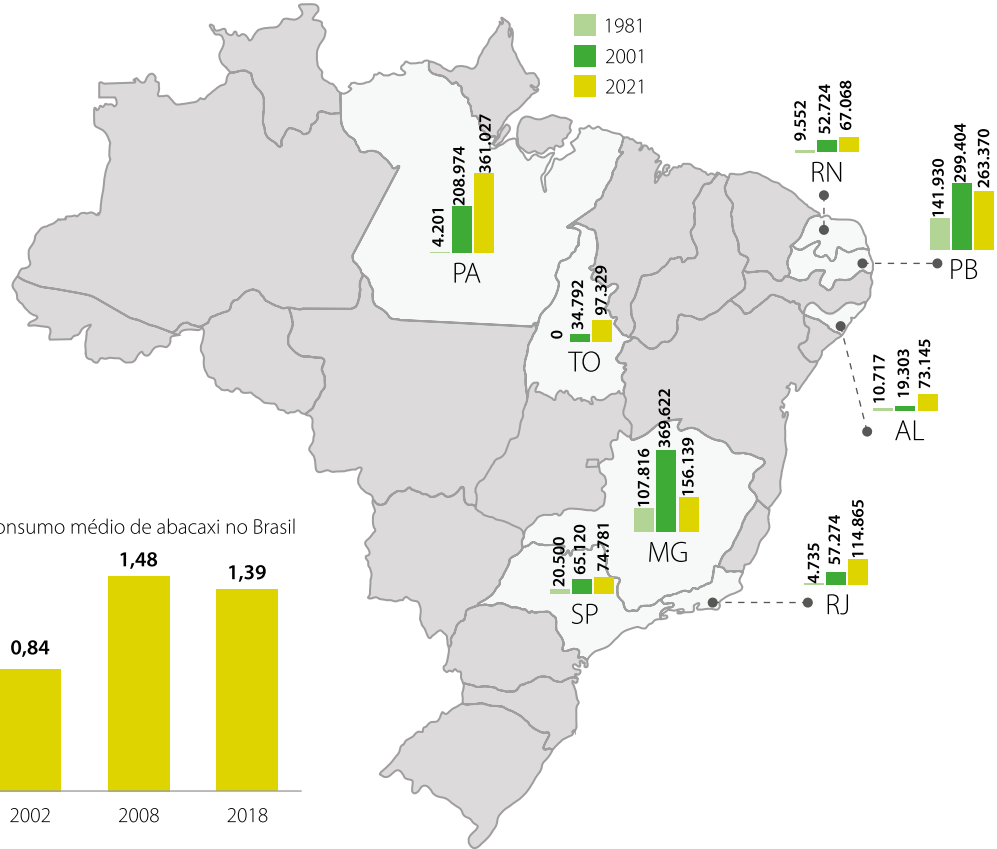 1981
2001
2021
9.552 52.724 67.068
RN
141.930 299.404 263.370
PB
4.201 208.974 361.027
PA
0 34.792 97.329
TO
10.717 19.303 73.145
AL
107.816 369.622 156.139
MG
20.500 65.120 74.781
SP
4.735 57.274 114.865
RJ
onsumo médio de abacaxi no Brasil
0,84 1,48 1,39
2002 2008 2018